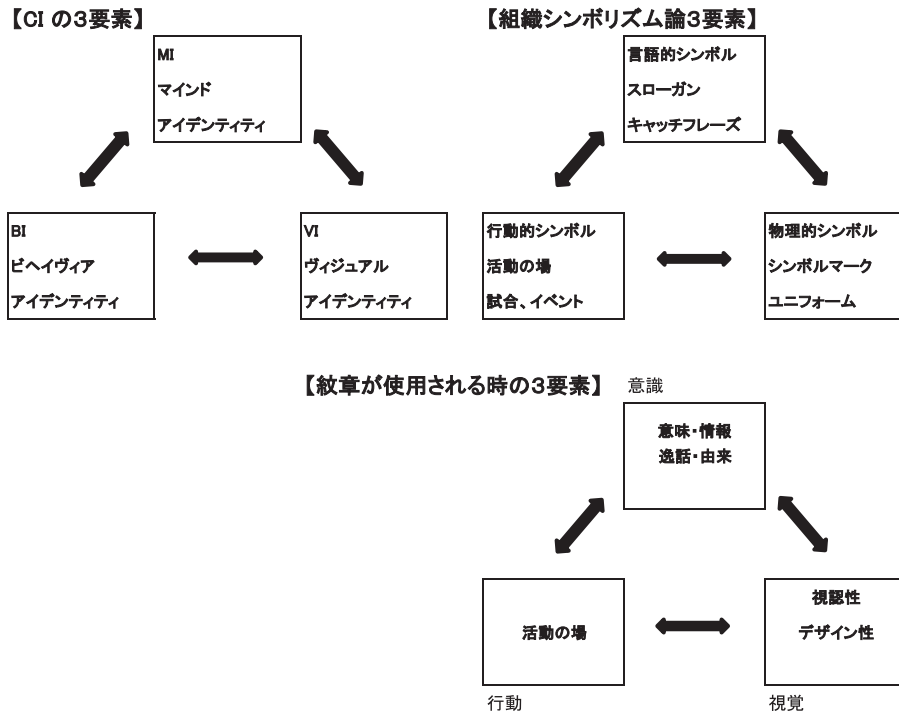 【CI の3要素】
MI
マインド
アイデンティティ
BI
ビヘイヴィア
アイデンティティ
VI
ヴィジュアル
アイデンティティ
【組織シンボリズム論3要素】
言語的シンボル
スローガン
キャッチフレーズ
行動的シンボル
活動の場
試合、イベント
物理的シンボル
シンボルマーク
ユニフォーム
【紋章が使用される時の3要素】
意識
意味・情報
逸話・由来
活動の場
行動
視認性
デザイン性
視覚